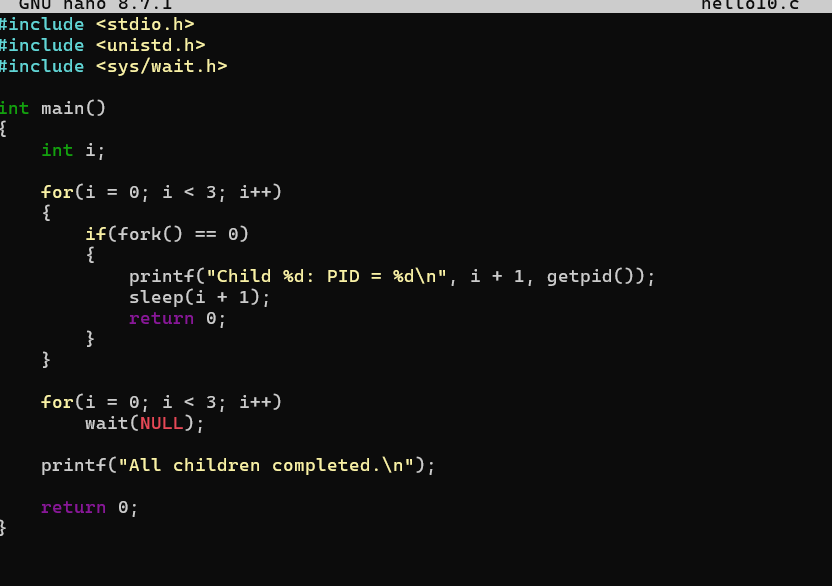 GNU nano 8.7.1 hello10.c
#include <stdio.h>
#include <unistd.h>
#include <sys/wait.h>

int main()
{
    int i;

    for(i = 0; i < 3; i++)
    {
        if(fork() == 0)
        {
            printf("Child %d: PID = %d\n", i + 1, getpid());
            sleep(i + 1);
            return 0;
        }
    }

    for(i = 0; i < 3; i++)
        wait(NULL);

    printf("All children completed.\n");

    return 0;
}